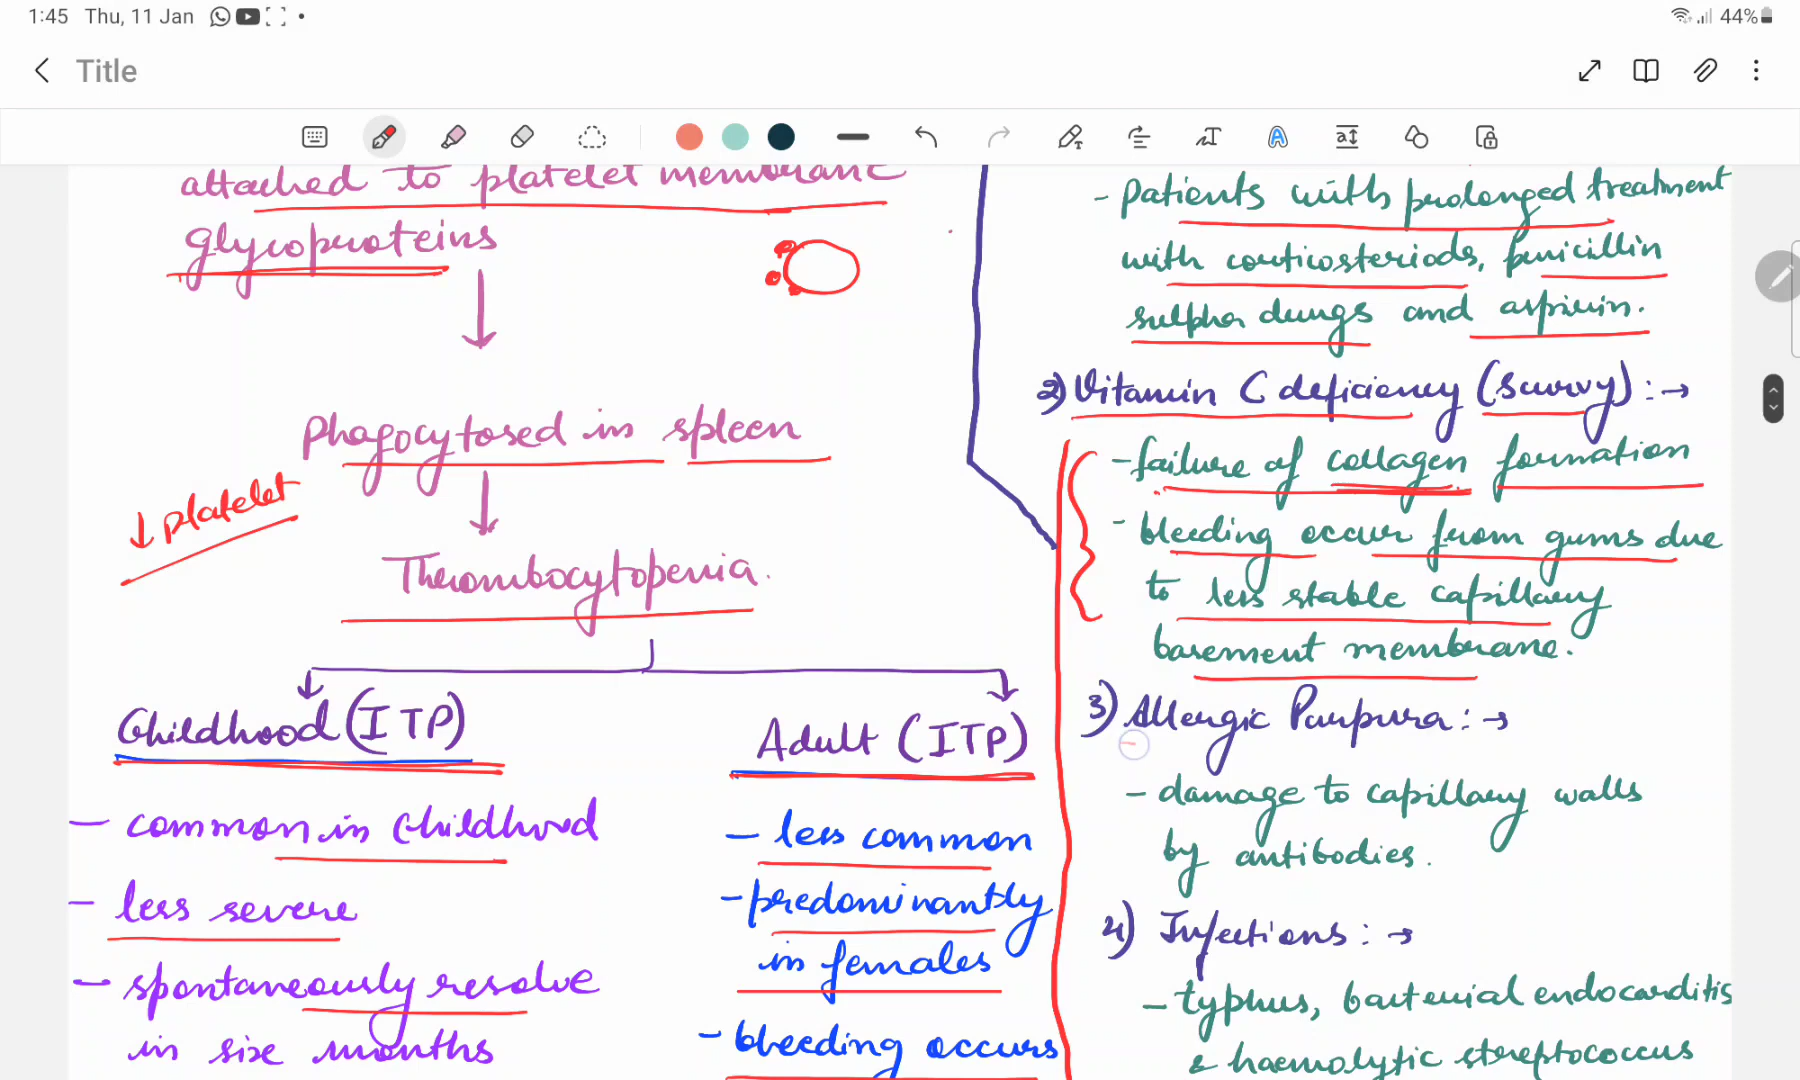 1:45 Thu, 11 Jan
44%
Title
attached to platelet membrane
glycoproteins
Phagocytosed in spleen
↓ platelet
Thrombocytopenia.
Childhood (ITP)
- common in childhood
- less severe
- spontaneously resolve
in size months
Adult (ITP)
- less common
- predominantly
in females
- bleeding occurs
- patients with prolonged treatment
with corticosteriods, penicillin
sulpha dungs and aspirin.
2) Vitamin C deficiency (Scurvy) :→
- failure of collagen formation
- bleeding occur from gums due
to less stable capillary
basement membrane.
3) Allergic Purpura :→
- damage to capillary walls
by antibodies.
4) Infections :→
- typhus, bacterial endocarditis
& haemolytic streptococcus